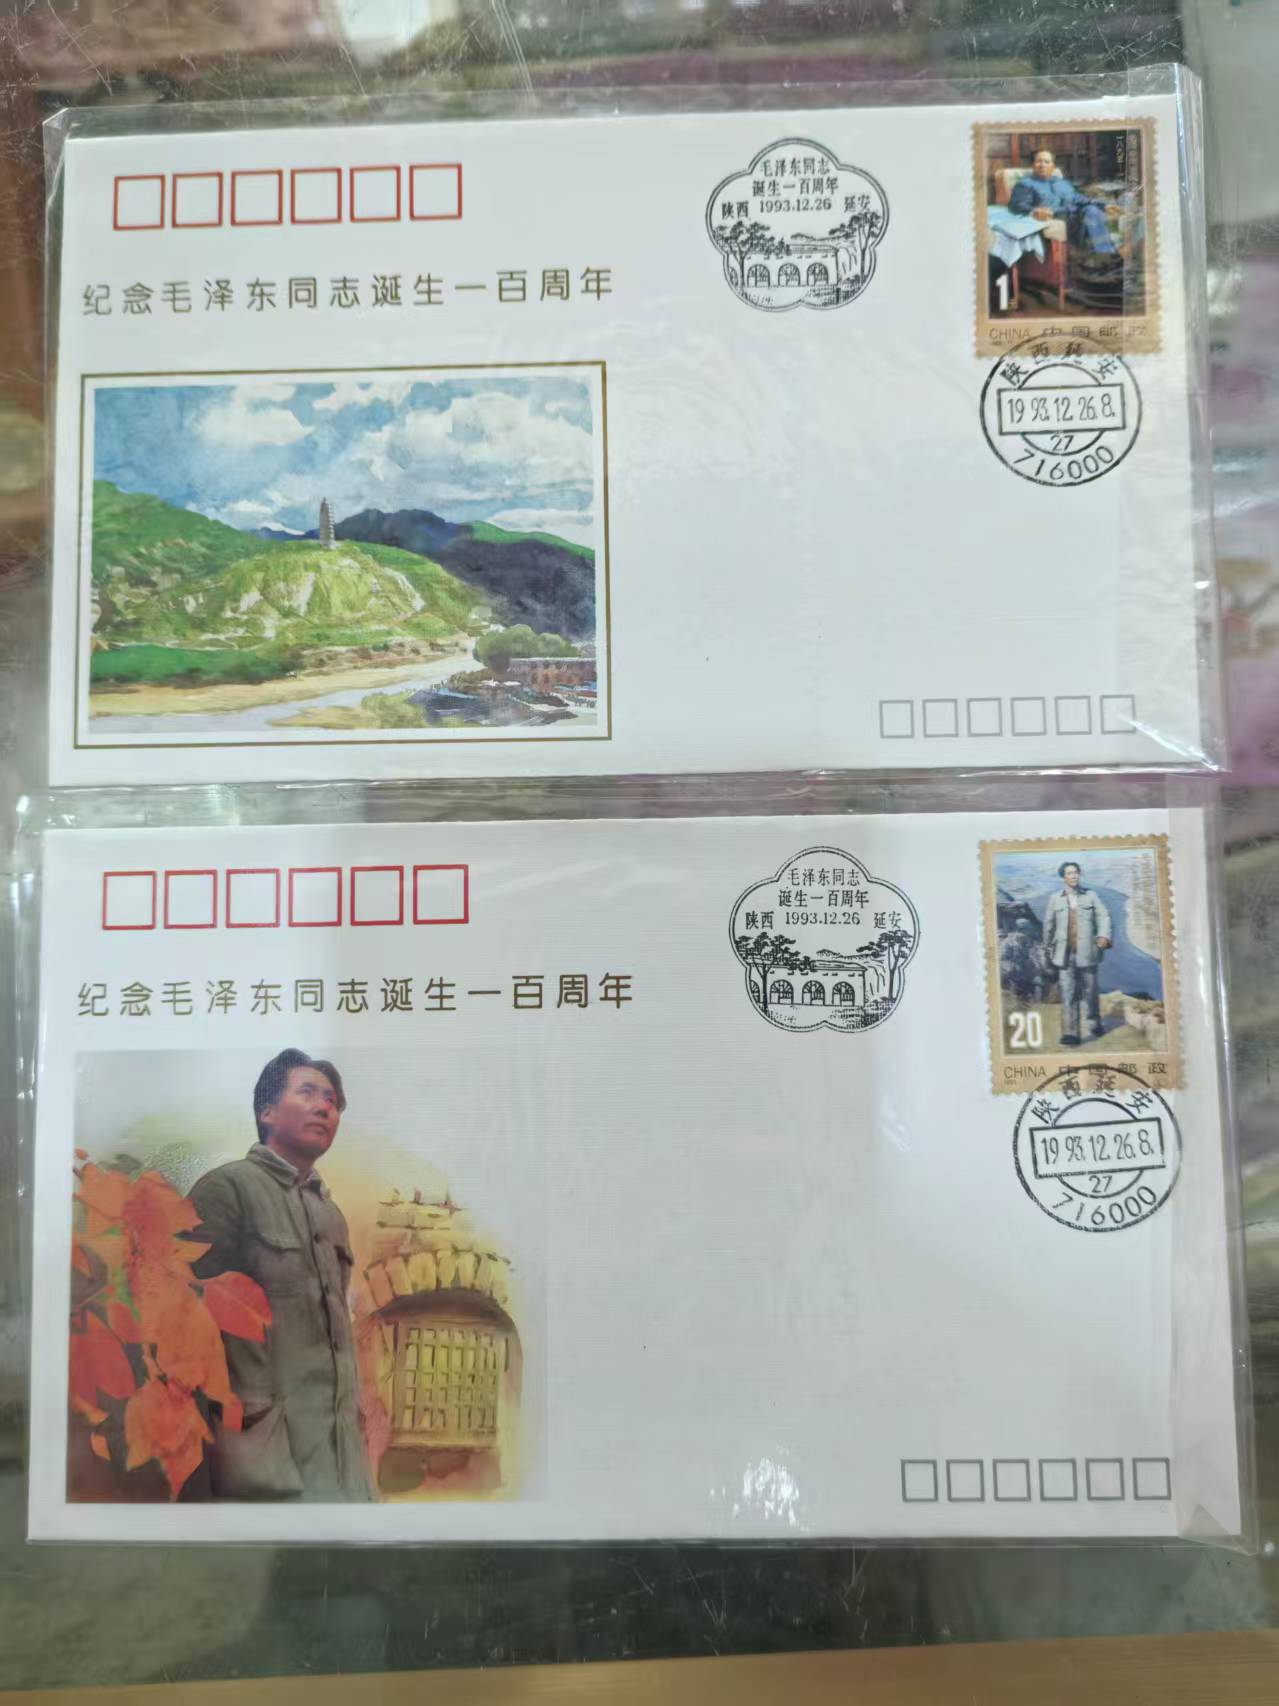 毛泽东同志
诞生一百周年
陕西 1993.12.26 延安
纪念毛泽东同志诞生一百周年
1
CHINA 中国邮政
陕西延安
1993.12.26.8.
27
716000
毛泽东同志
诞生一百周年
陕西 1993.12.26 延安
纪念毛泽东同志诞生一百周年
20
CHINA 中国邮政
陕西延安
1993.12.26.8.
27
716000